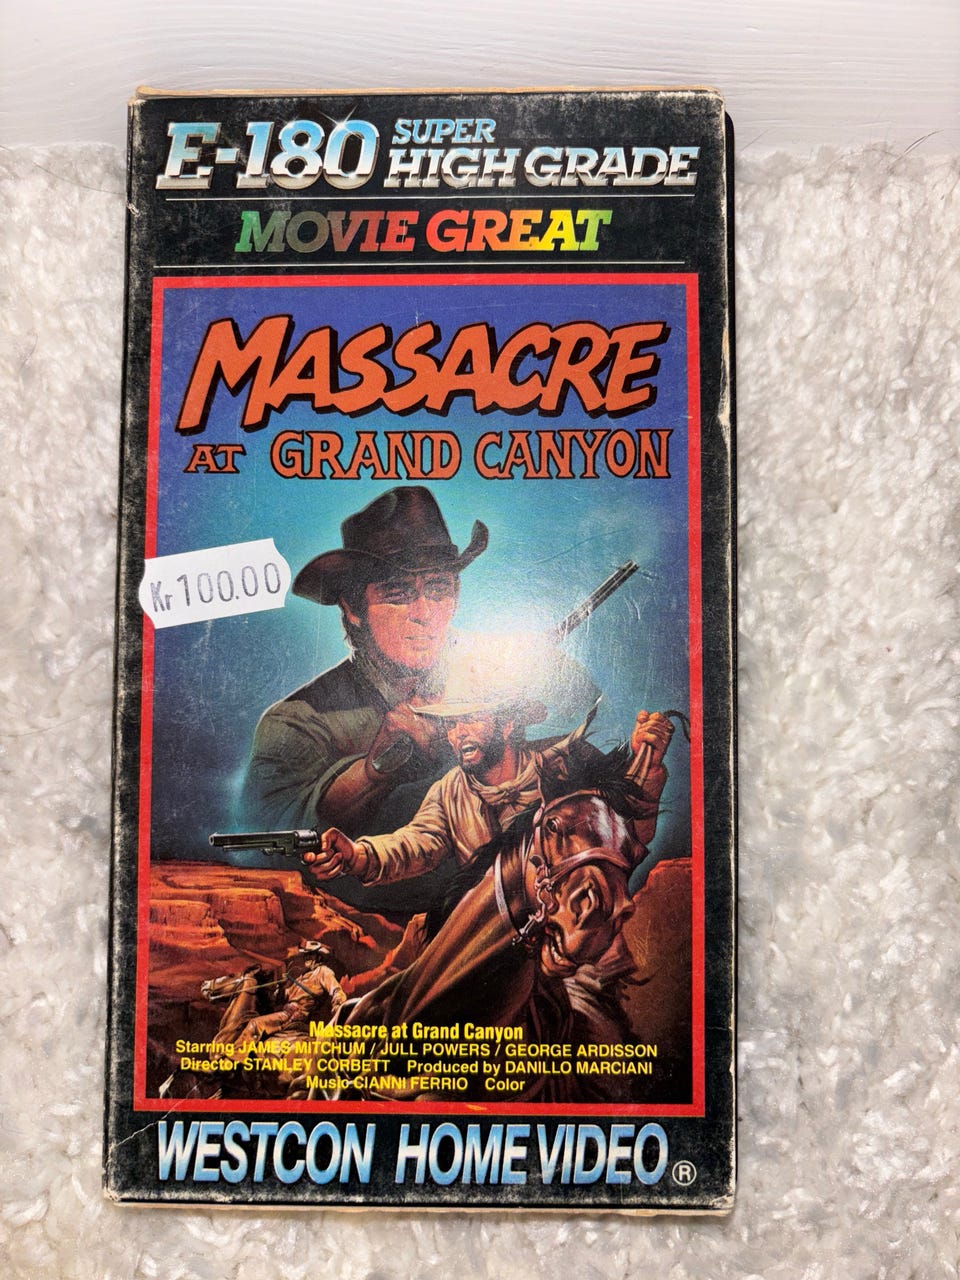 E-180 SUPER HIGH GRADE
MOVIE GREAT
MASSACRE
AT GRAND CANYON
Kr 100.00
Massacre at Grand Canyon
Starring JAMES MITCHUM / JULL POWERS / GEORGE ARDISSON
Director STANLEY CORBETT Produced by DANILLO MARCIANI
Music CIANNI FERRIO Color
WESTCON HOME VIDEO ®